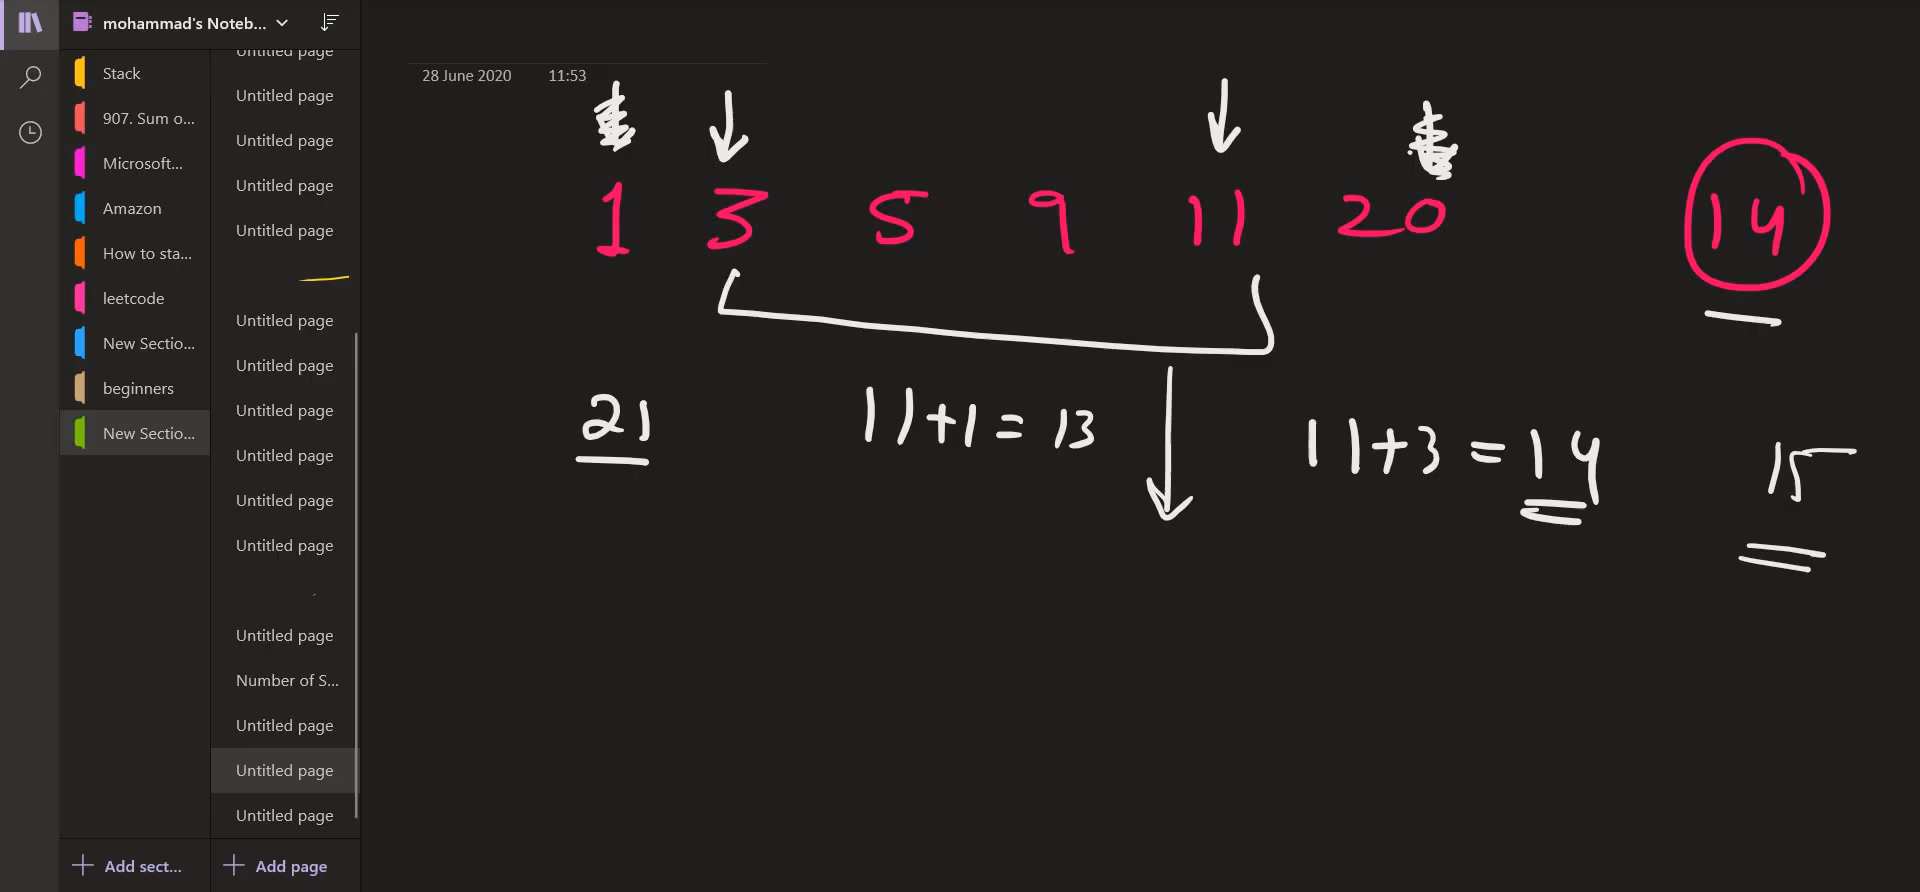 mohammad's Noteb...
Stack
907. Sum o...
Microsoft...
Amazon
How to sta...
leetcode
New Sectio...
beginners
New Sectio...
Add sect...
Untitled page
Untitled page
Untitled page
Untitled page
Untitled page
Untitled page
Untitled page
Untitled page
Untitled page
Untitled page
Untitled page
Untitled page
Number of S...
Untitled page
Untitled page
Untitled page
Add page
28 June 2020 11:53
1 3 5 9 11 20 14
21 11+1=13 11+3=14 15